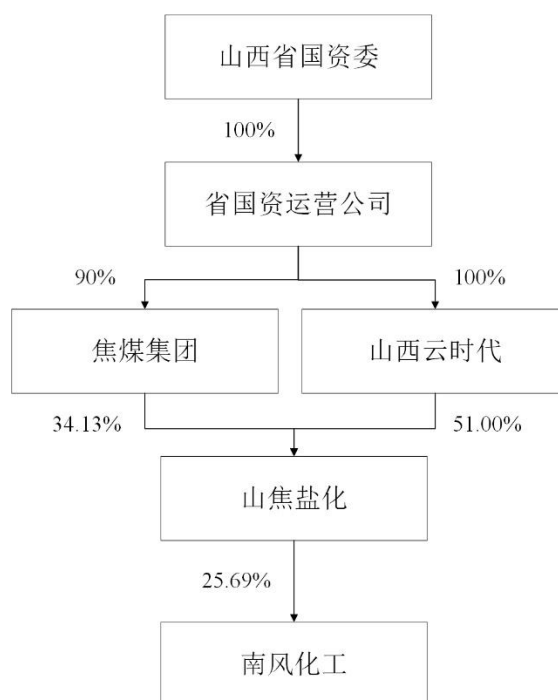 山西省国资委
100%
省国资运营公司
90%
100%
焦煤集团
山西云时代
34.13%
51.00%
山焦盐化
25.69%
南风化工